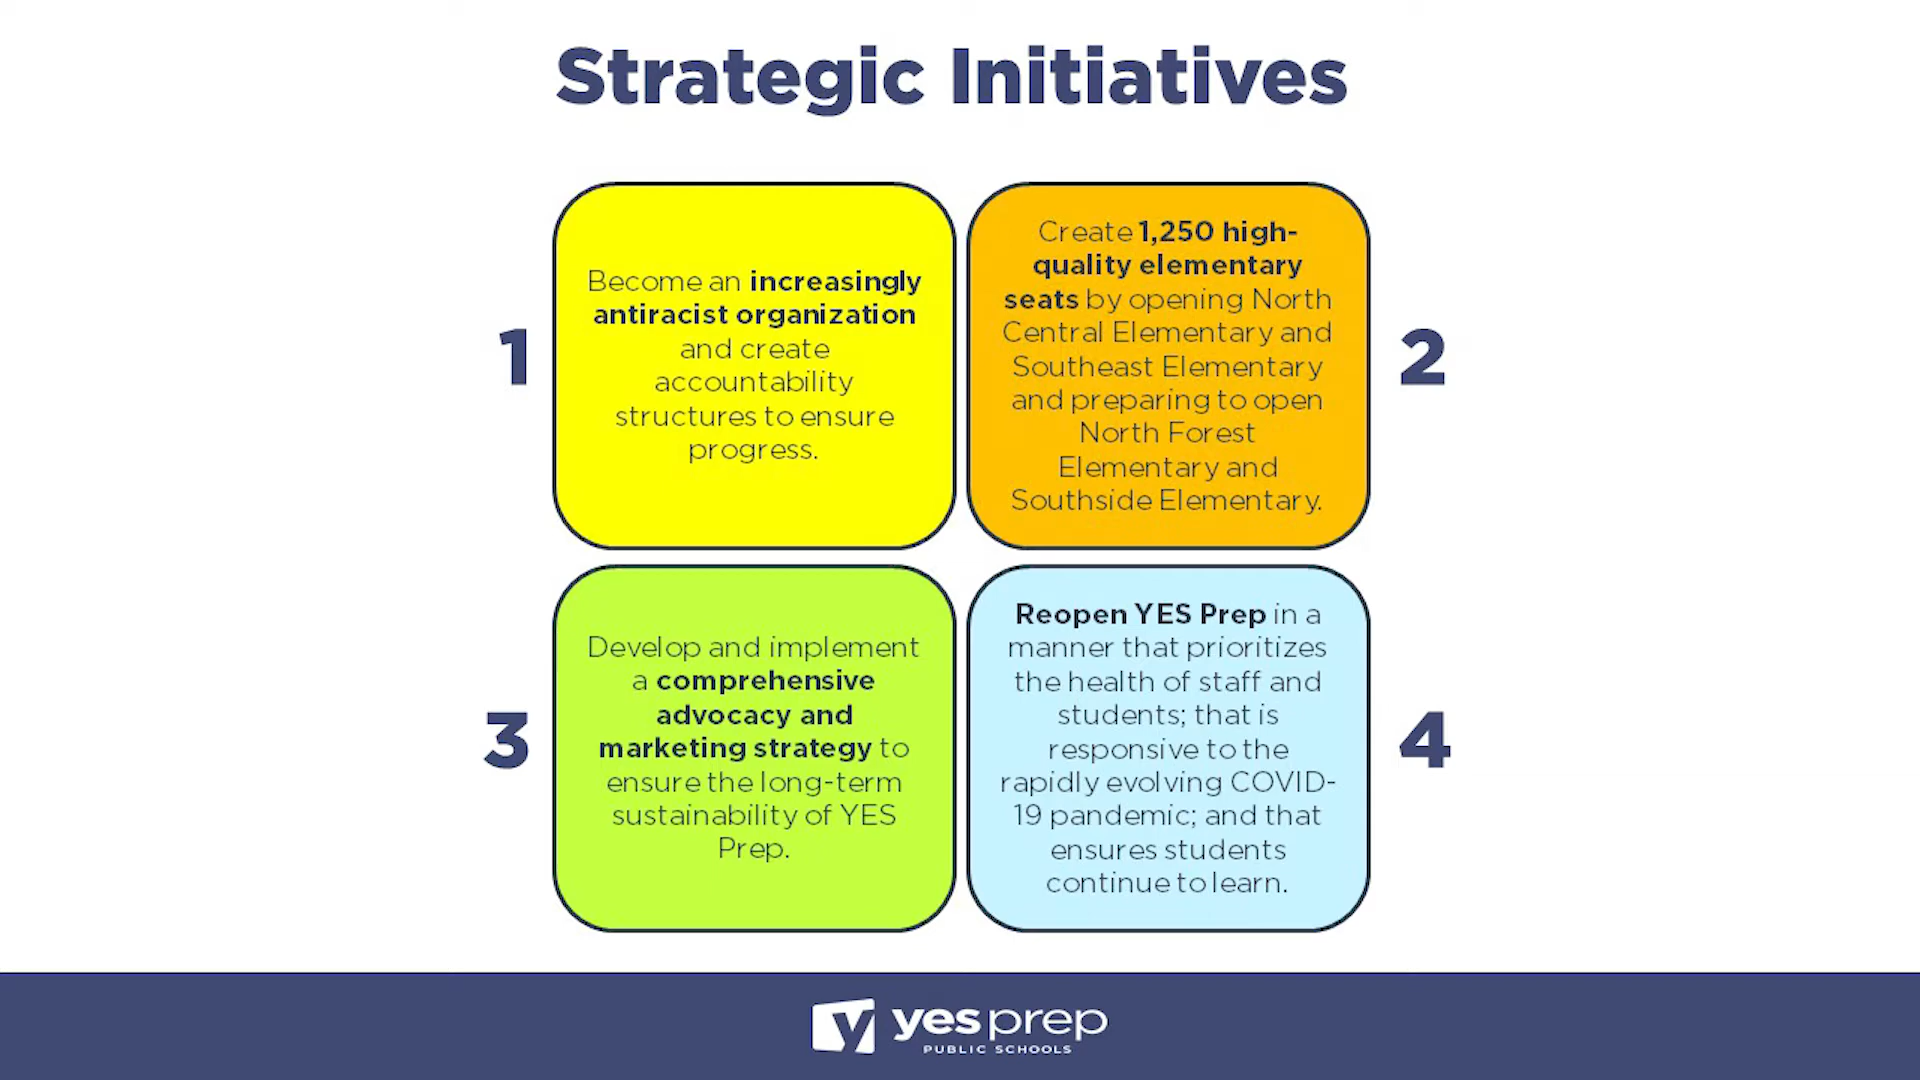 Strategic Initiatives
1
Become an increasingly
antiracist organization
and create
accountability
structures to ensure
progress.
Create 1,250 high-
quality elementary
seats by opening North
Central Elementary and
Southeast Elementary
and preparing to open
North Forest
Elementary and
Southside Elementary.
2
3
Develop and implement
a comprehensive
advocacy and
marketing strategy to
ensure the long-term
sustainability of YES
Prep.
Reopen YES Prep in a
manner that prioritizes
the health of staff and
students; that is
responsive to the
rapidly evolving COVID-
19 pandemic; and that
ensures students
continue to learn.
4
yes prep
PUBLIC SCHOOLS